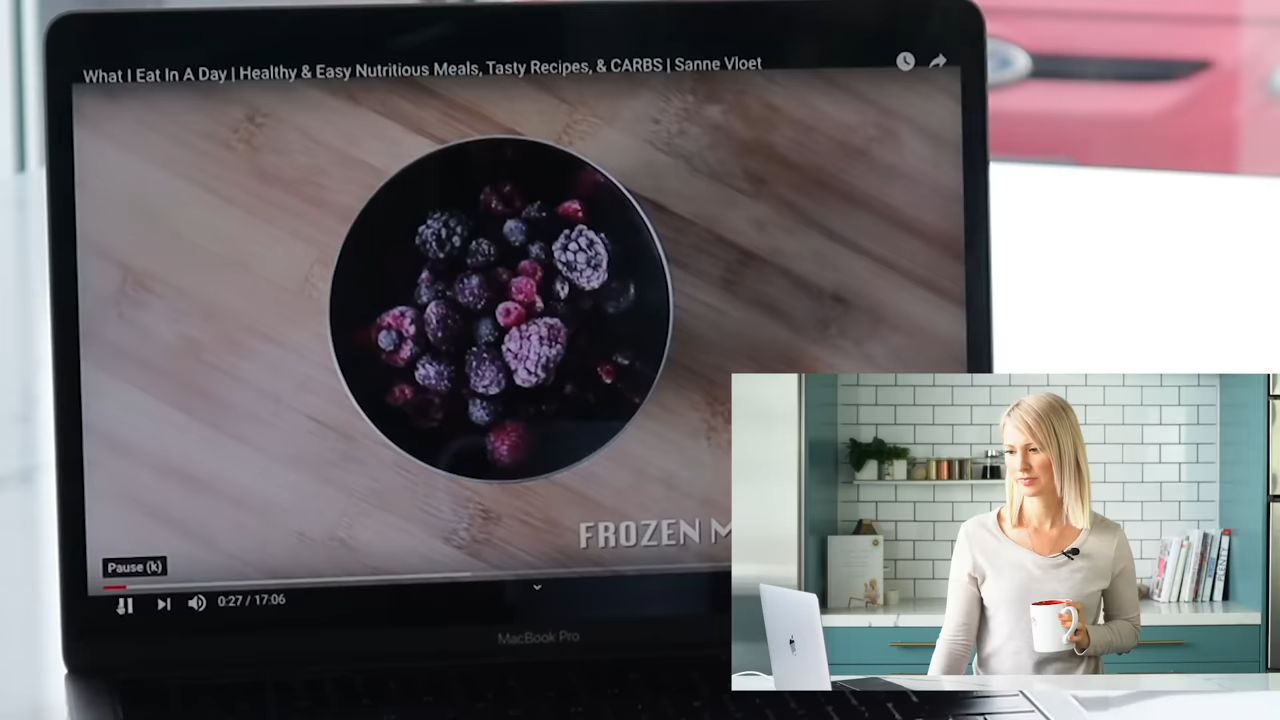 What I Eat In A Day | Healthy & Easy Nutritious Meals, Tasty Recipes, & CARBS | Sanne Vloet
FROZEN M
Pause (k)
0:27 / 17:06
MacBook Pro